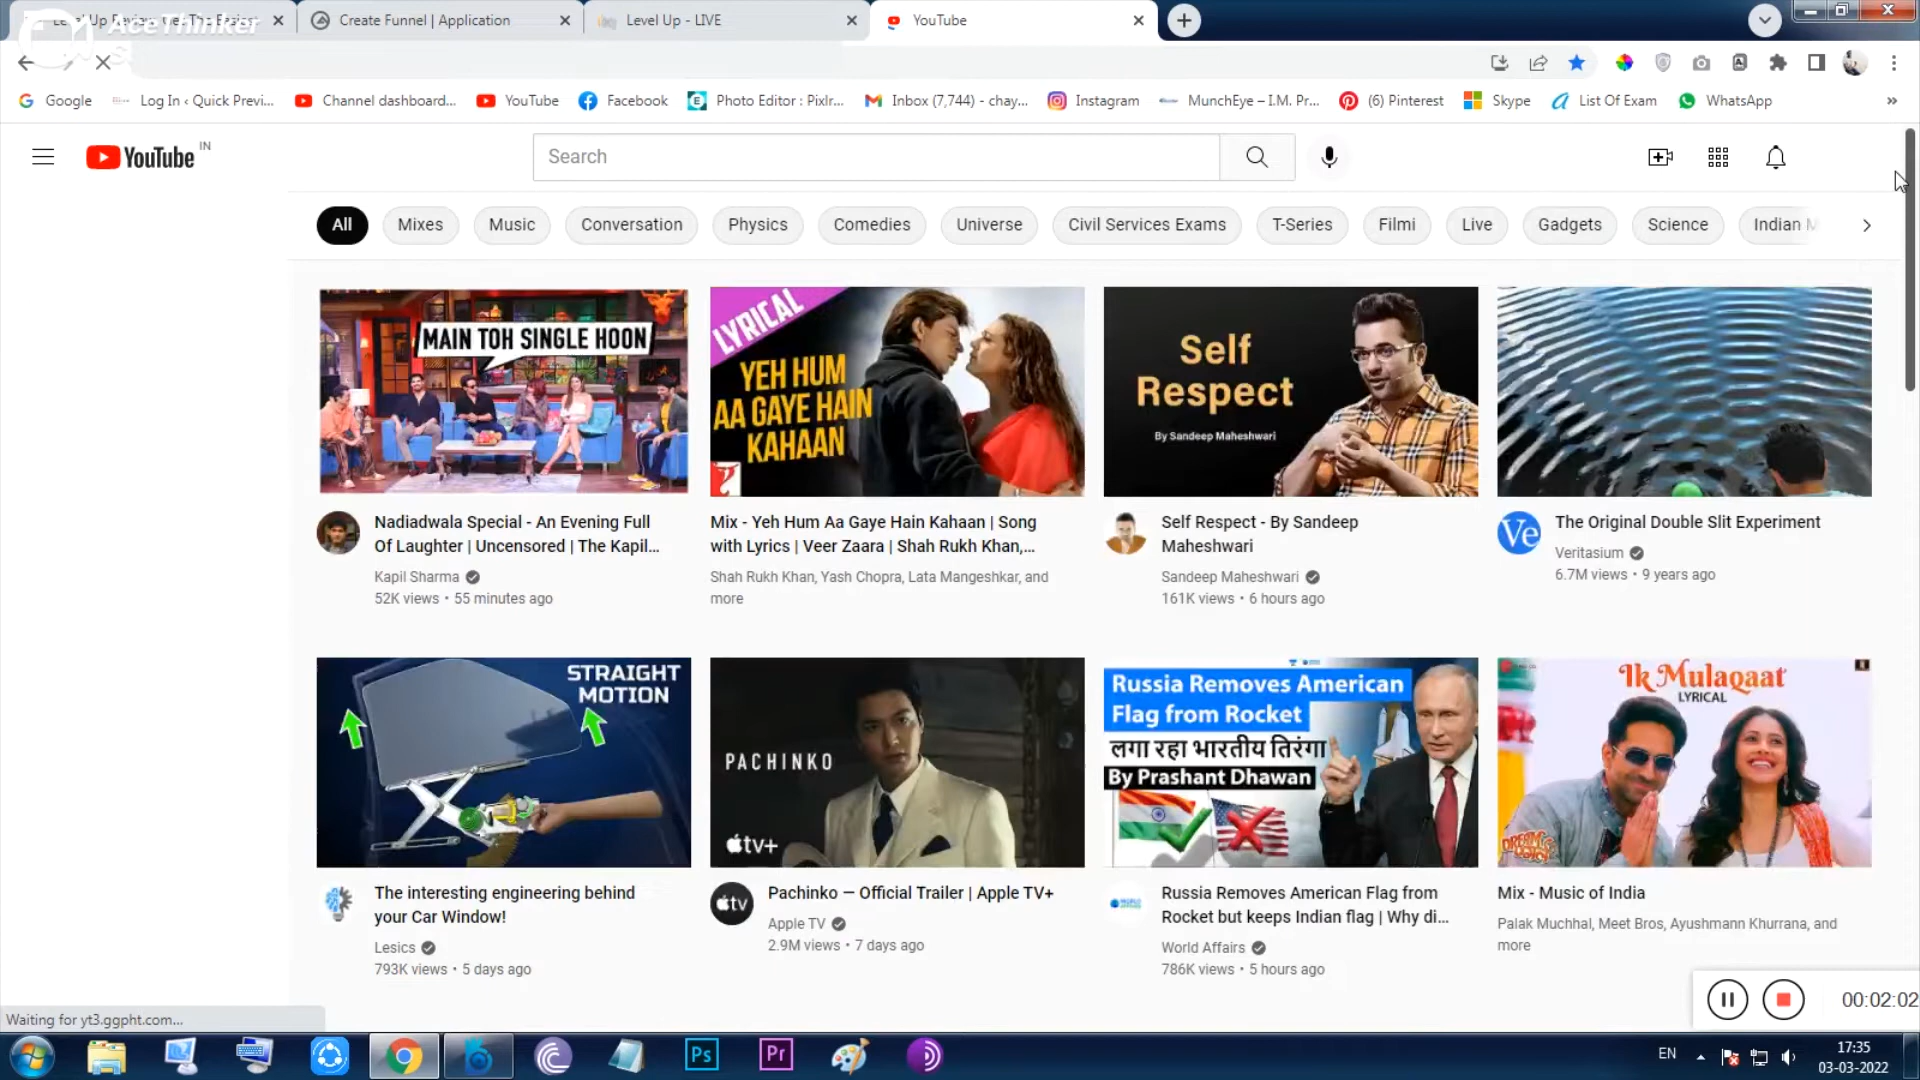 Level Up Review
AceThinker
Create Funnel | Application
Level Up - LIVE
YouTube
Google
Log In ‹ Quick Previ...
Channel dashboard...
YouTube
Facebook
Photo Editor : Pixlr...
Inbox (7,744) - chay...
Instagram
MunchEye – I.M. Pr...
(6) Pinterest
Skype
List Of Exam
WhatsApp
YouTube IN
Search
All
Mixes
Music
Conversation
Physics
Comedies
Universe
Civil Services Exams
T-Series
Filmi
Live
Gadgets
Science
Indian M
MAIN TOH SINGLE HOON
LYRICAL
YEH HUM
AA GAYE HAIN
KAHAAN
Self
Respect
By Sandeep Maheshwari
Nadiadwala Special - An Evening Full
Of Laughter | Uncensored | The Kapil...
Kapil Sharma
52K views • 55 minutes ago
Mix - Yeh Hum Aa Gaye Hain Kahaan | Song
with Lyrics | Veer Zaara | Shah Rukh Khan,...
Shah Rukh Khan, Yash Chopra, Lata Mangeshkar, and
more
Self Respect - By Sandeep
Maheshwari
Sandeep Maheshwari
161K views • 6 hours ago
Ve
The Original Double Slit Experiment
Veritasium
6.7M views • 9 years ago
STRAIGHT
MOTION
PACHINKO
tv+
Russia Removes American
Flag from Rocket
लगा रहा भारतीय तिरंगा
By Prashant Dhawan
Ik Mulaqaat
LYRICAL
DREAM GIRL
The interesting engineering behind
your Car Window!
Lesics
793K views • 5 days ago
tv
Pachinko — Official Trailer | Apple TV+
Apple TV
2.9M views • 7 days ago
Russia Removes American Flag from
Rocket but keeps Indian flag | Why di...
World Affairs
786K views • 5 hours ago
Mix - Music of India
Palak Muchhal, Meet Bros, Ayushmann Khurrana, and
more
00:02:02
Waiting for yt3.ggpht.com...
Ps
Pr
EN
17:35
03-03-2022